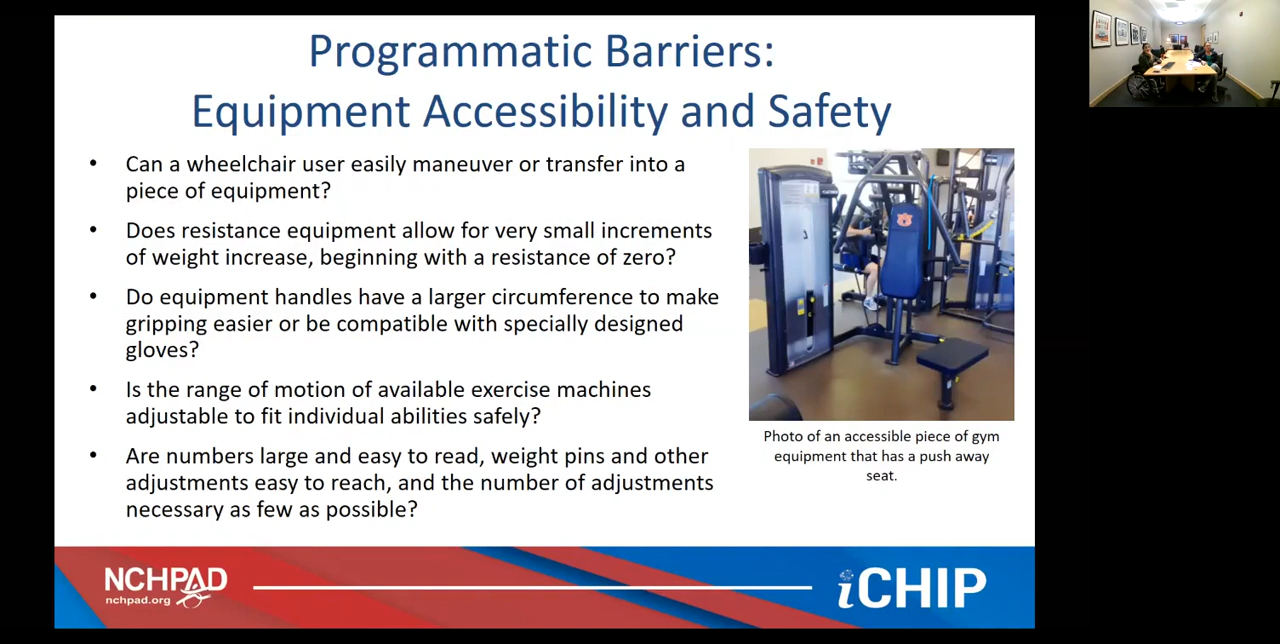 Programmatic Barriers:
Equipment Accessibility and Safety
• Can a wheelchair user easily maneuver or transfer into a
piece of equipment?
• Does resistance equipment allow for very small increments
of weight increase, beginning with a resistance of zero?
• Do equipment handles have a larger circumference to make
gripping easier or be compatible with specially designed
gloves?
• Is the range of motion of available exercise machines
adjustable to fit individual abilities safely?
• Are numbers large and easy to read, weight pins and other
adjustments easy to reach, and the number of adjustments
necessary as few as possible?
Photo of an accessible piece of gym
equipment that has a push away
seat.
NCHPAD
nchpad.org
iCHIP